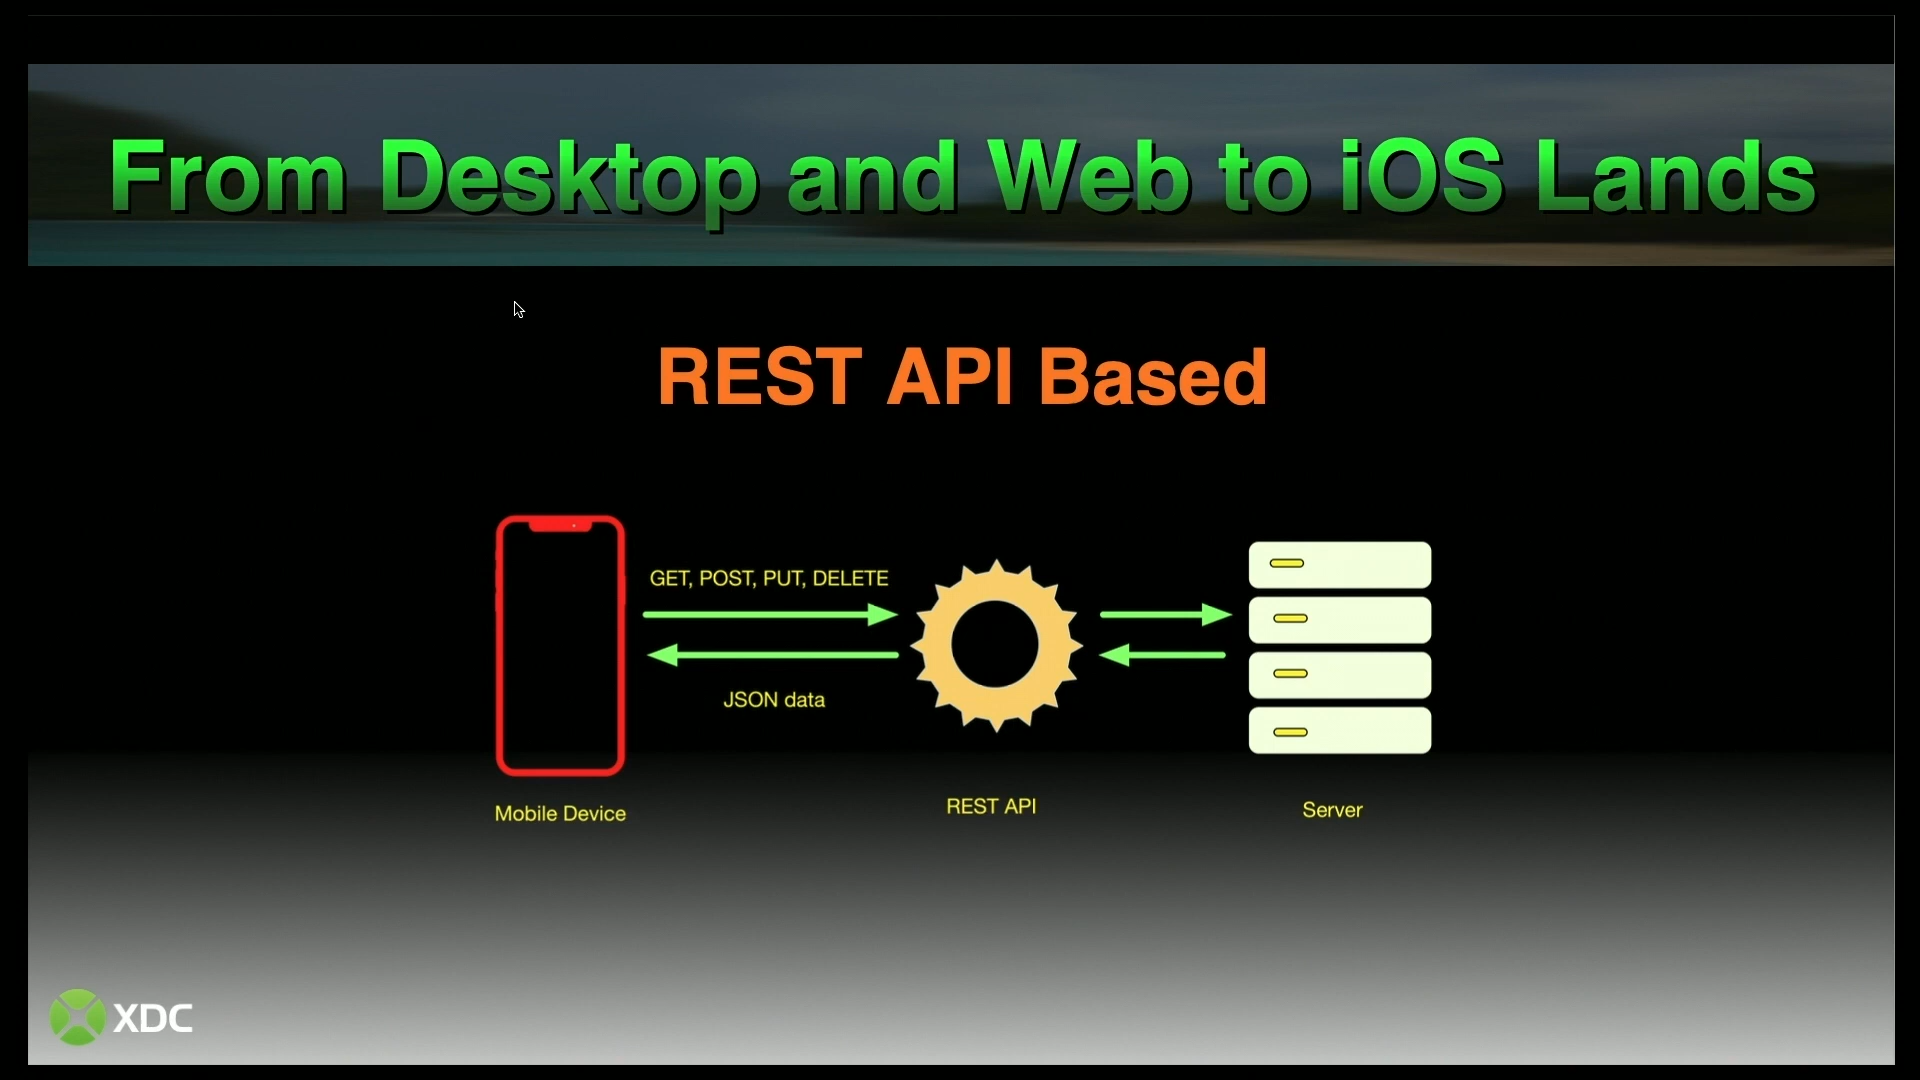 From Desktop and Web to iOS Lands
REST API Based
GET, POST, PUT, DELETE
JSON data
Mobile Device
REST API
Server
XDC